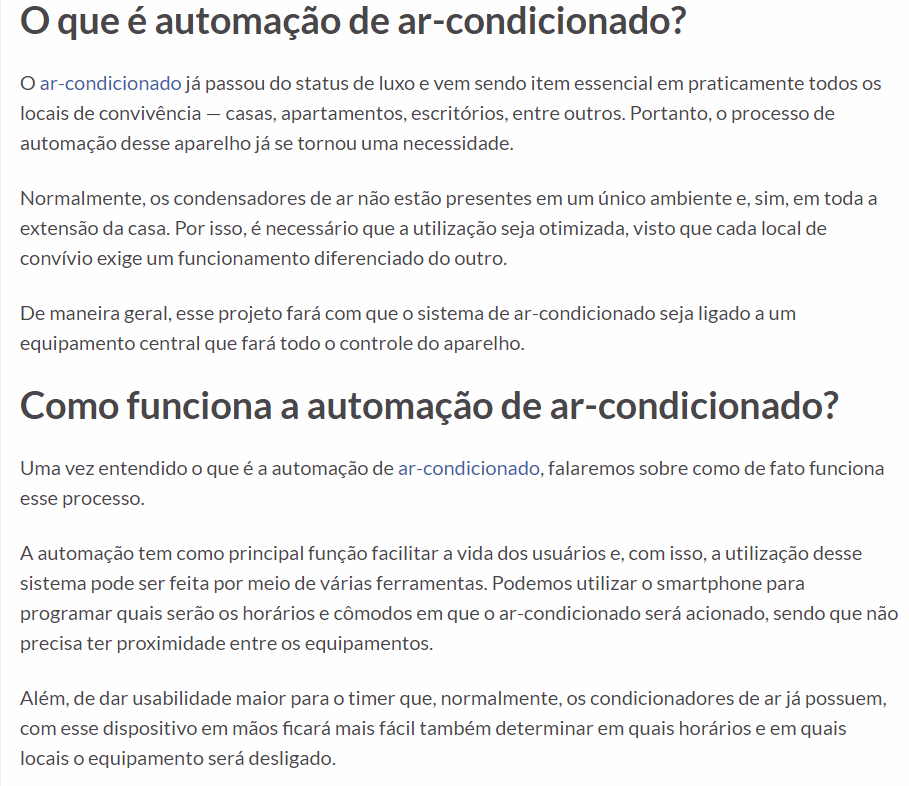 O que é automação de ar-condicionado?
O ar-condicionado já passou do status de luxo e vem sendo item essencial em praticamente todos os
locais de convivência — casas, apartamentos, escritórios, entre outros. Portanto, o processo de
automação desse aparelho já se tornou uma necessidade.
Normalmente, os condensadores de ar não estão presentes em um único ambiente e, sim, em toda a
extensão da casa. Por isso, é necessário que a utilização seja otimizada, visto que cada local de
convívio exige um funcionamento diferenciado do outro.
De maneira geral, esse projeto fará com que o sistema de ar-condicionado seja ligado a um
equipamento central que fará todo o controle do aparelho.
Como funciona a automação de ar-condicionado?
Uma vez entendido o que é a automação de ar-condicionado, falaremos sobre como de fato funciona
esse processo.
A automação tem como principal função facilitar a vida dos usuários e, com isso, a utilização desse
sistema pode ser feita por meio de várias ferramentas. Podemos utilizar o smartphone para
programar quais serão os horários e cômodos em que o ar-condicionado será acionado, sendo que não
precisa ter proximidade entre os equipamentos.
Além, de dar usabilidade maior para o timer que, normalmente, os condicionadores de ar já possuem,
com esse dispositivo em mãos ficará mais fácil também determinar em quais horários e em quais
locais o equipamento será desligado.